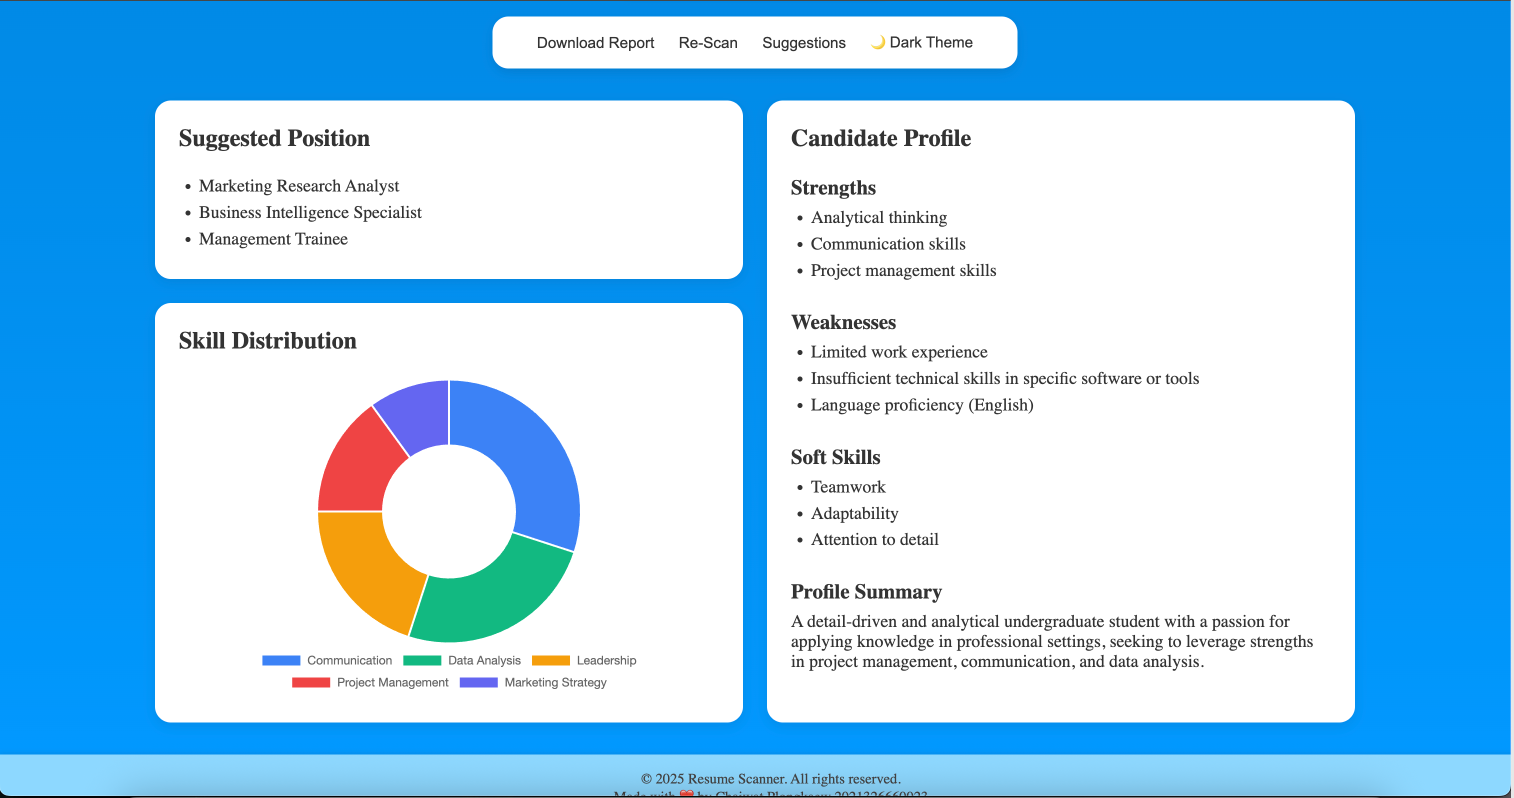 Download Report Re-Scan Suggestions 🌙 Dark Theme
Suggested Position
• Marketing Research Analyst
• Business Intelligence Specialist
• Management Trainee
Skill Distribution
Communication Data Analysis Leadership
Project Management Marketing Strategy
Candidate Profile
Strengths
• Analytical thinking
• Communication skills
• Project management skills
Weaknesses
• Limited work experience
• Insufficient technical skills in specific software or tools
• Language proficiency (English)
Soft Skills
• Teamwork
• Adaptability
• Attention to detail
Profile Summary
A detail-driven and analytical undergraduate student with a passion for
applying knowledge in professional settings, seeking to leverage strengths
in project management, communication, and data analysis.
© 2025 Resume Scanner. All rights reserved.
Made with ❤️ by Chaiwat